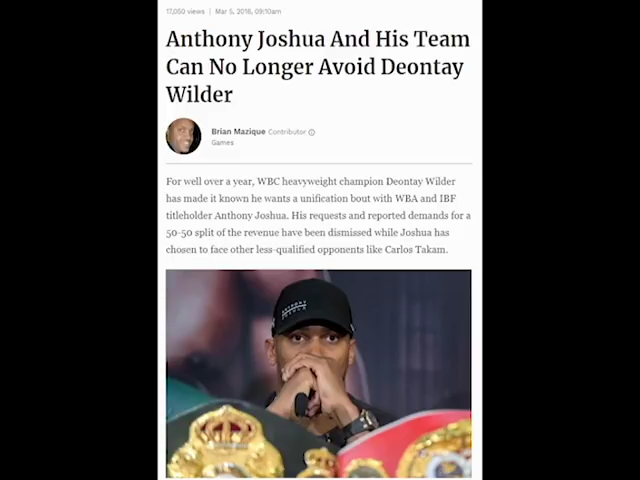 17,050 views | Mar 5, 2018, 09:10am
Anthony Joshua And His Team
Can No Longer Avoid Deontay
Wilder
Brian Mazique Contributor
Games
For well over a year, WBC heavyweight champion Deontay Wilder
has made it known he wants a unification bout with WBA and IBF
titleholder Anthony Joshua. His requests and reported demands for a
50-50 split of the revenue have been dismissed while Joshua has
chosen to face other less-qualified opponents like Carlos Takam.
ANTHONY
JOSHUA